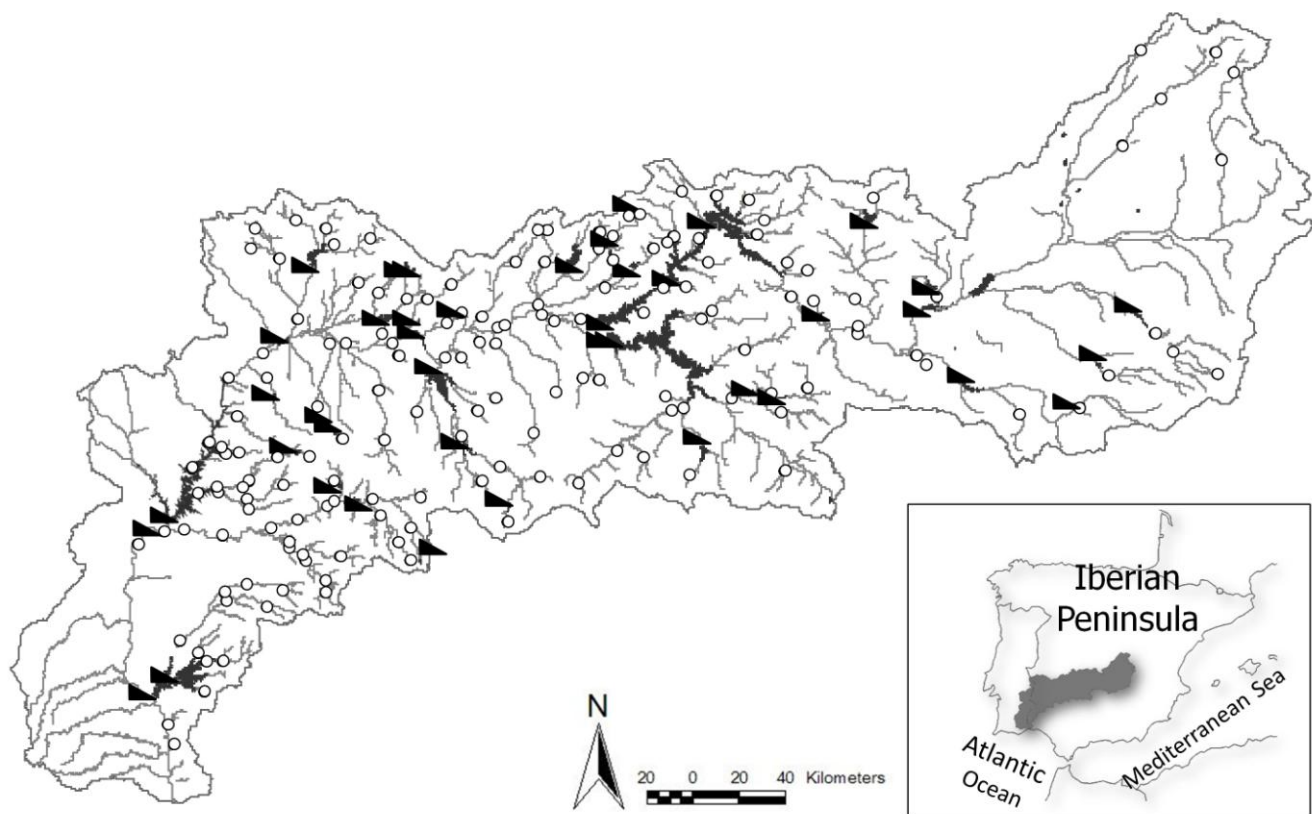 Iberian
Peninsula
Mediterranean Sea
Atlantic
Ocean
N
20 0 20 40 Kilometers